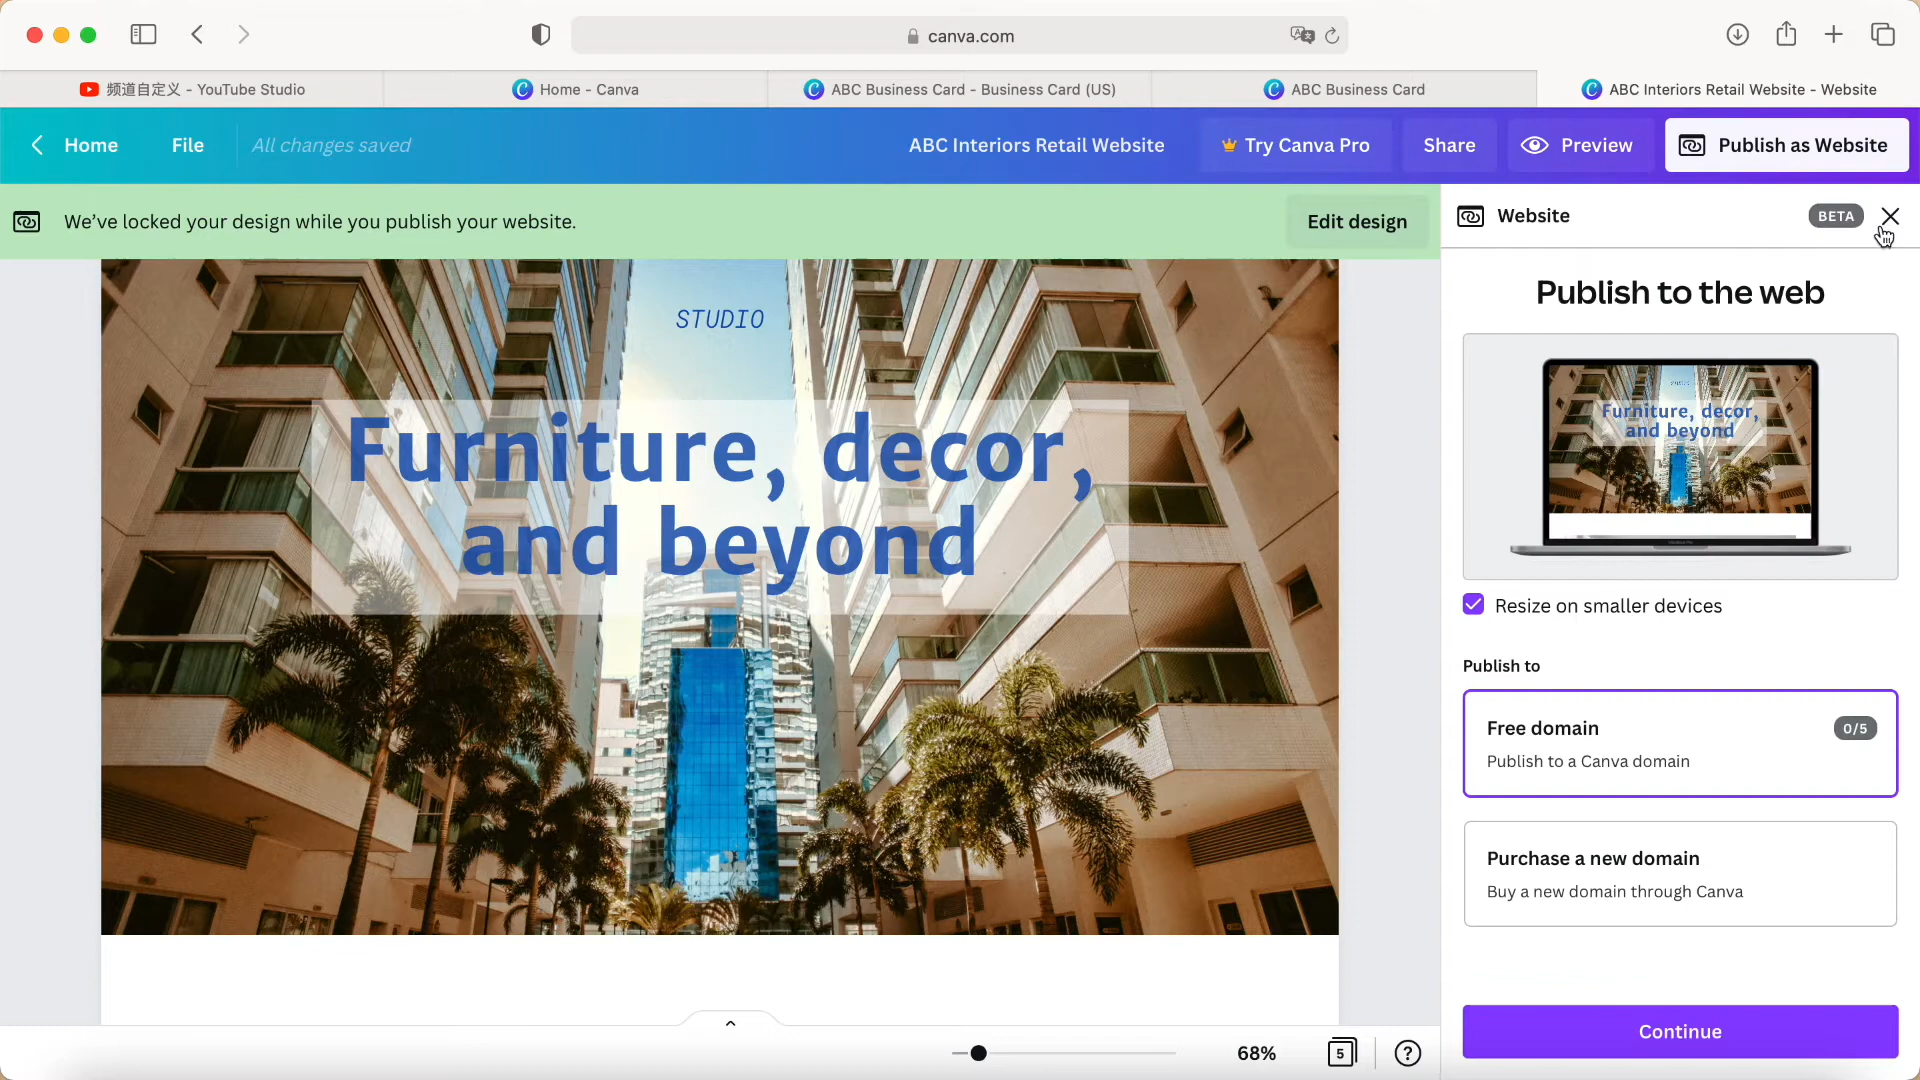 canva.com
频道自定义 - YouTube Studio
Home - Canva
ABC Business Card - Business Card (US)
ABC Business Card
ABC Interiors Retail Website - Website
Home
File
All changes saved
ABC Interiors Retail Website
Try Canva Pro
Share
Preview
Publish as Website
We've locked your design while you publish your website.
Edit design
Website
BETA
STUDIO
Furniture, decor,
and beyond
Publish to the web
Furniture, decor,
and beyond
Resize on smaller devices
Publish to
Free domain
0/5
Publish to a Canva domain
Purchase a new domain
Buy a new domain through Canva
Continue
68%
5
?